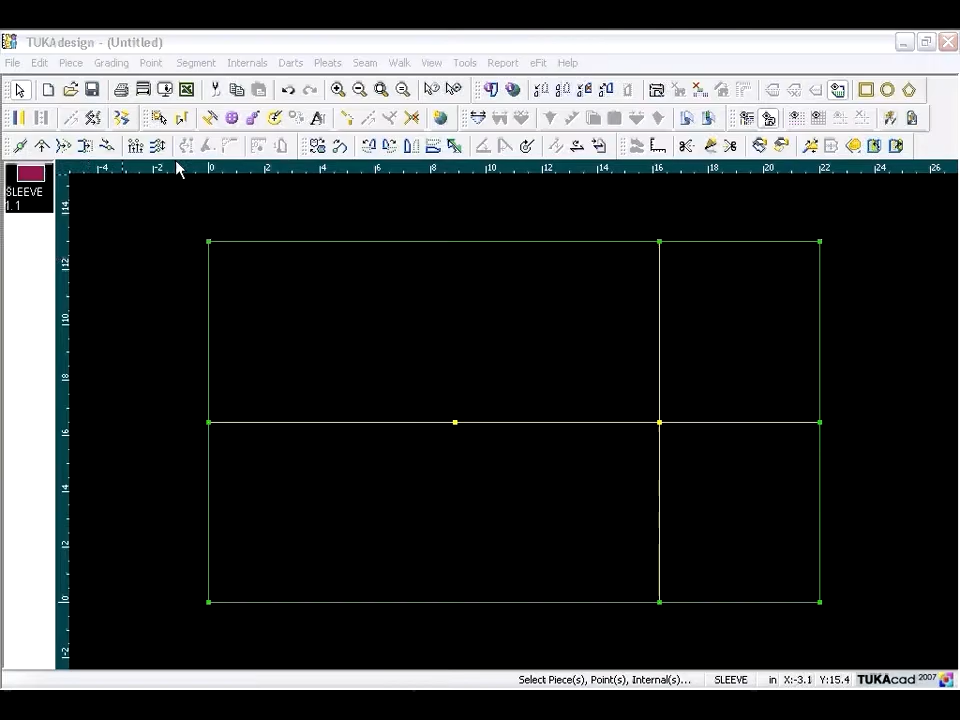 TUKAdesign - (Untitled)
File Edit Piece Grading Point Segment Internals Darts Pleats Seam Walk View Tools Report eFit Help
-4 -2 0 2 4 6 8 10 12 14 16 18 20 22 24 26
SLEEVE
1.1
14
12
10
8
6
4
2
0
-2
Select Piece(s), Point(s), Internal(s)... SLEEVE in X:-3.1 Y:15.4 TUKAcad 2007